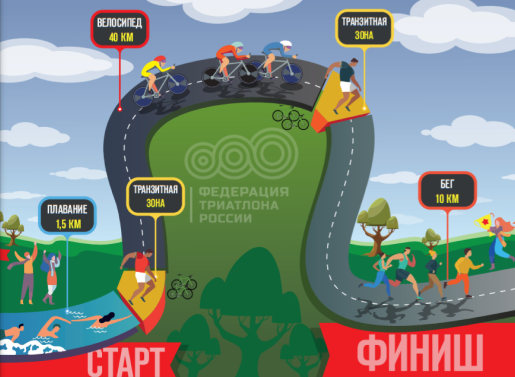 ВЕЛОСИПЕД
40 КМ
ТРАНЗИТНАЯ
ЗОНА
ФЕДЕРАЦИЯ
ТРИАТЛОНА
РОССИИ
ПЛАВАНИЕ
1,5 КМ
ТРАНЗИТНАЯ
ЗОНА
БЕГ
10 КМ
СТАРТ
ФИНИШ